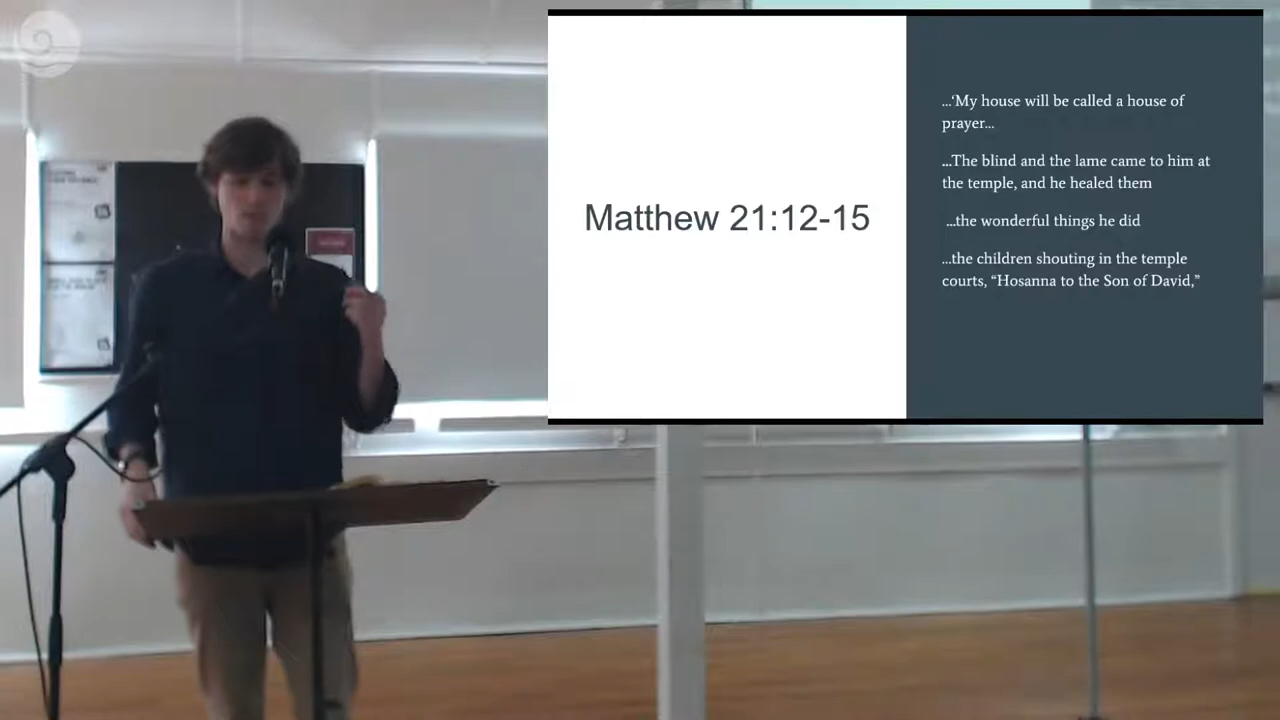 Matthew 21:12-15
...‘My house will be called a house of
prayer...
...The blind and the lame came to him at
the temple, and he healed them
...the wonderful things he did
...the children shouting in the temple
courts, “Hosanna to the Son of David,”